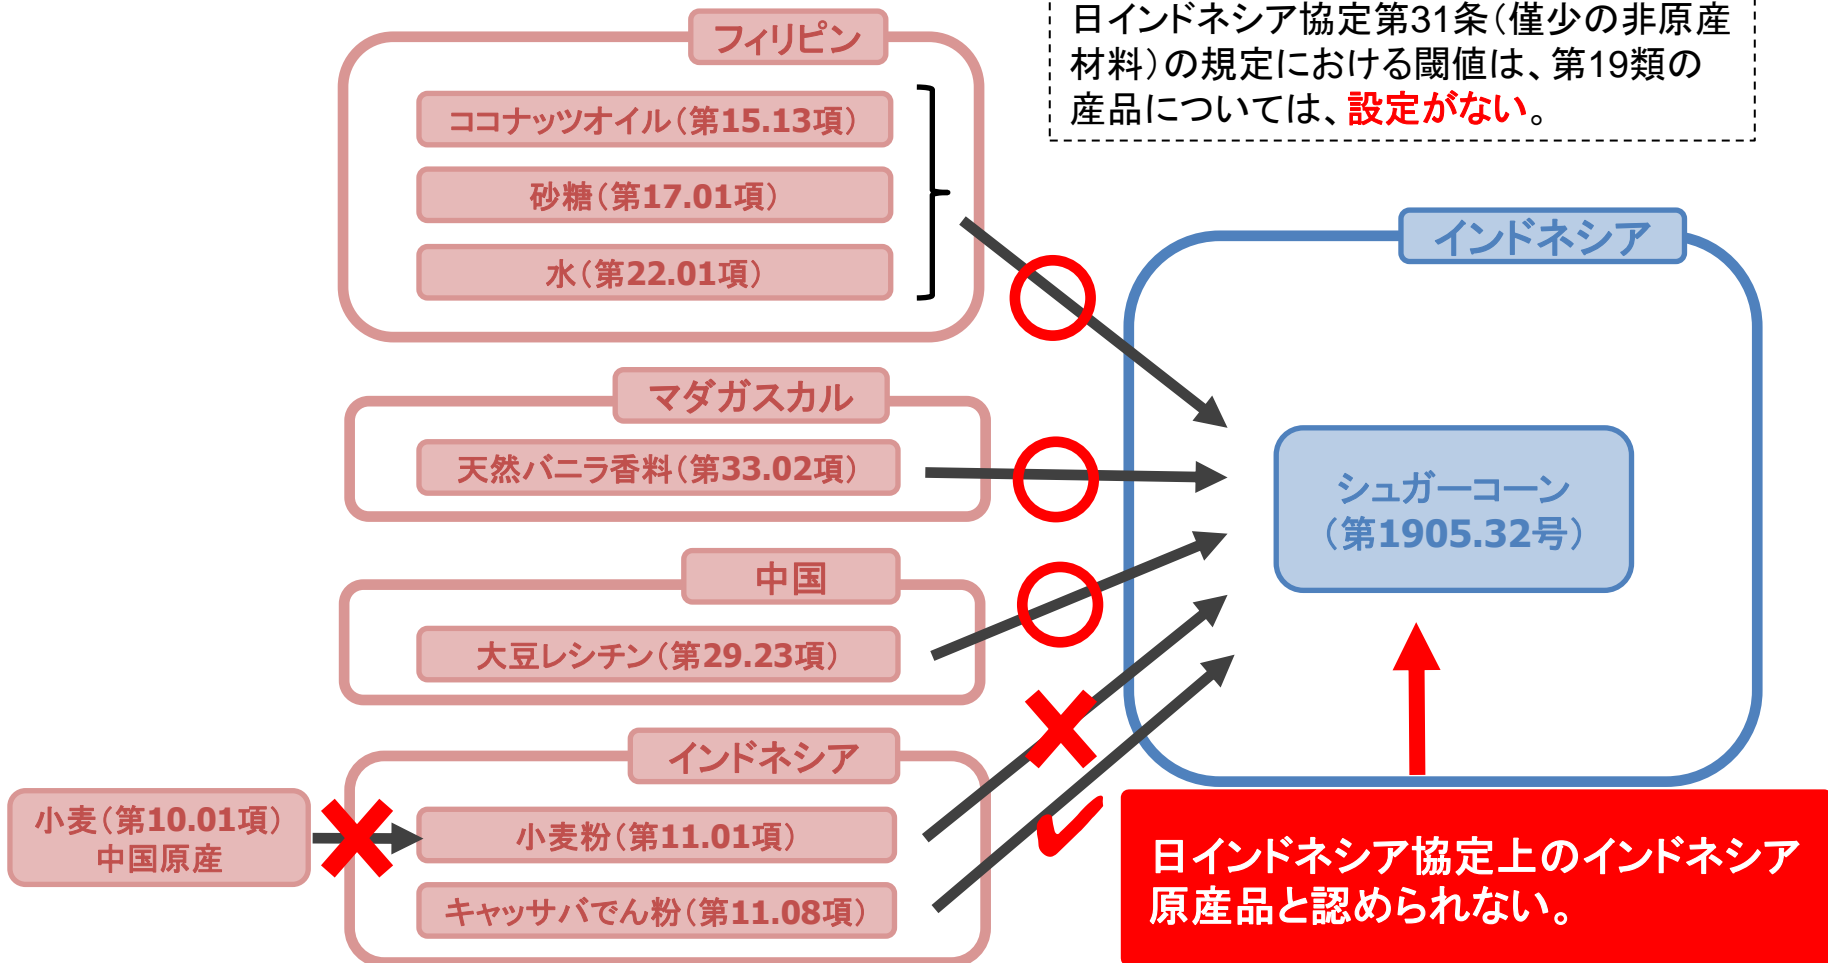 日インドネシア協定第31条（僅少の非原産
材料）の規定における閾値は、第19類の
産品については、設定がない。
フィリピン
ココナッツオイル（第15.13項）
砂糖（第17.01項）
水（第22.01項）
マダガスカル
天然バニラ香料（第33.02項）
中国
大豆レシチン（第29.23項）
インドネシア
小麦（第10.01項）
中国原産
小麦粉（第11.01項）
キャッサバでん粉（第11.08項）
インドネシア
シュガーコーン
（第1905.32号）
日インドネシア協定上のインドネシア
原産品と認められない。